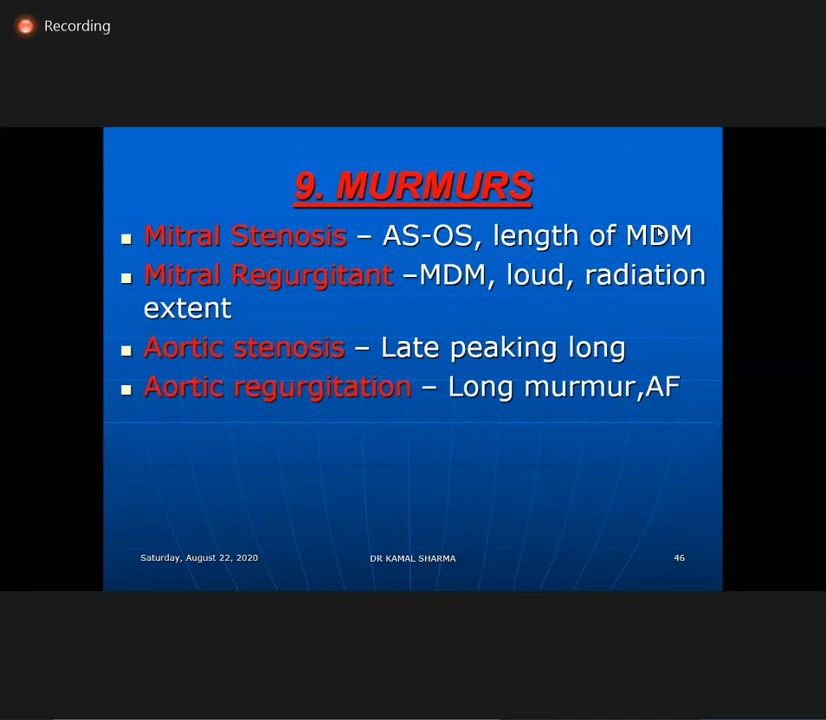 Recording
9. MURMURS
Mitral Stenosis – AS-OS, length of MDM
Mitral Regurgitant –MDM, loud, radiation
extent
Aortic stenosis – Late peaking long
Aortic regurgitation – Long murmur,AF
Saturday, August 22, 2020 DR KAMAL SHARMA 46